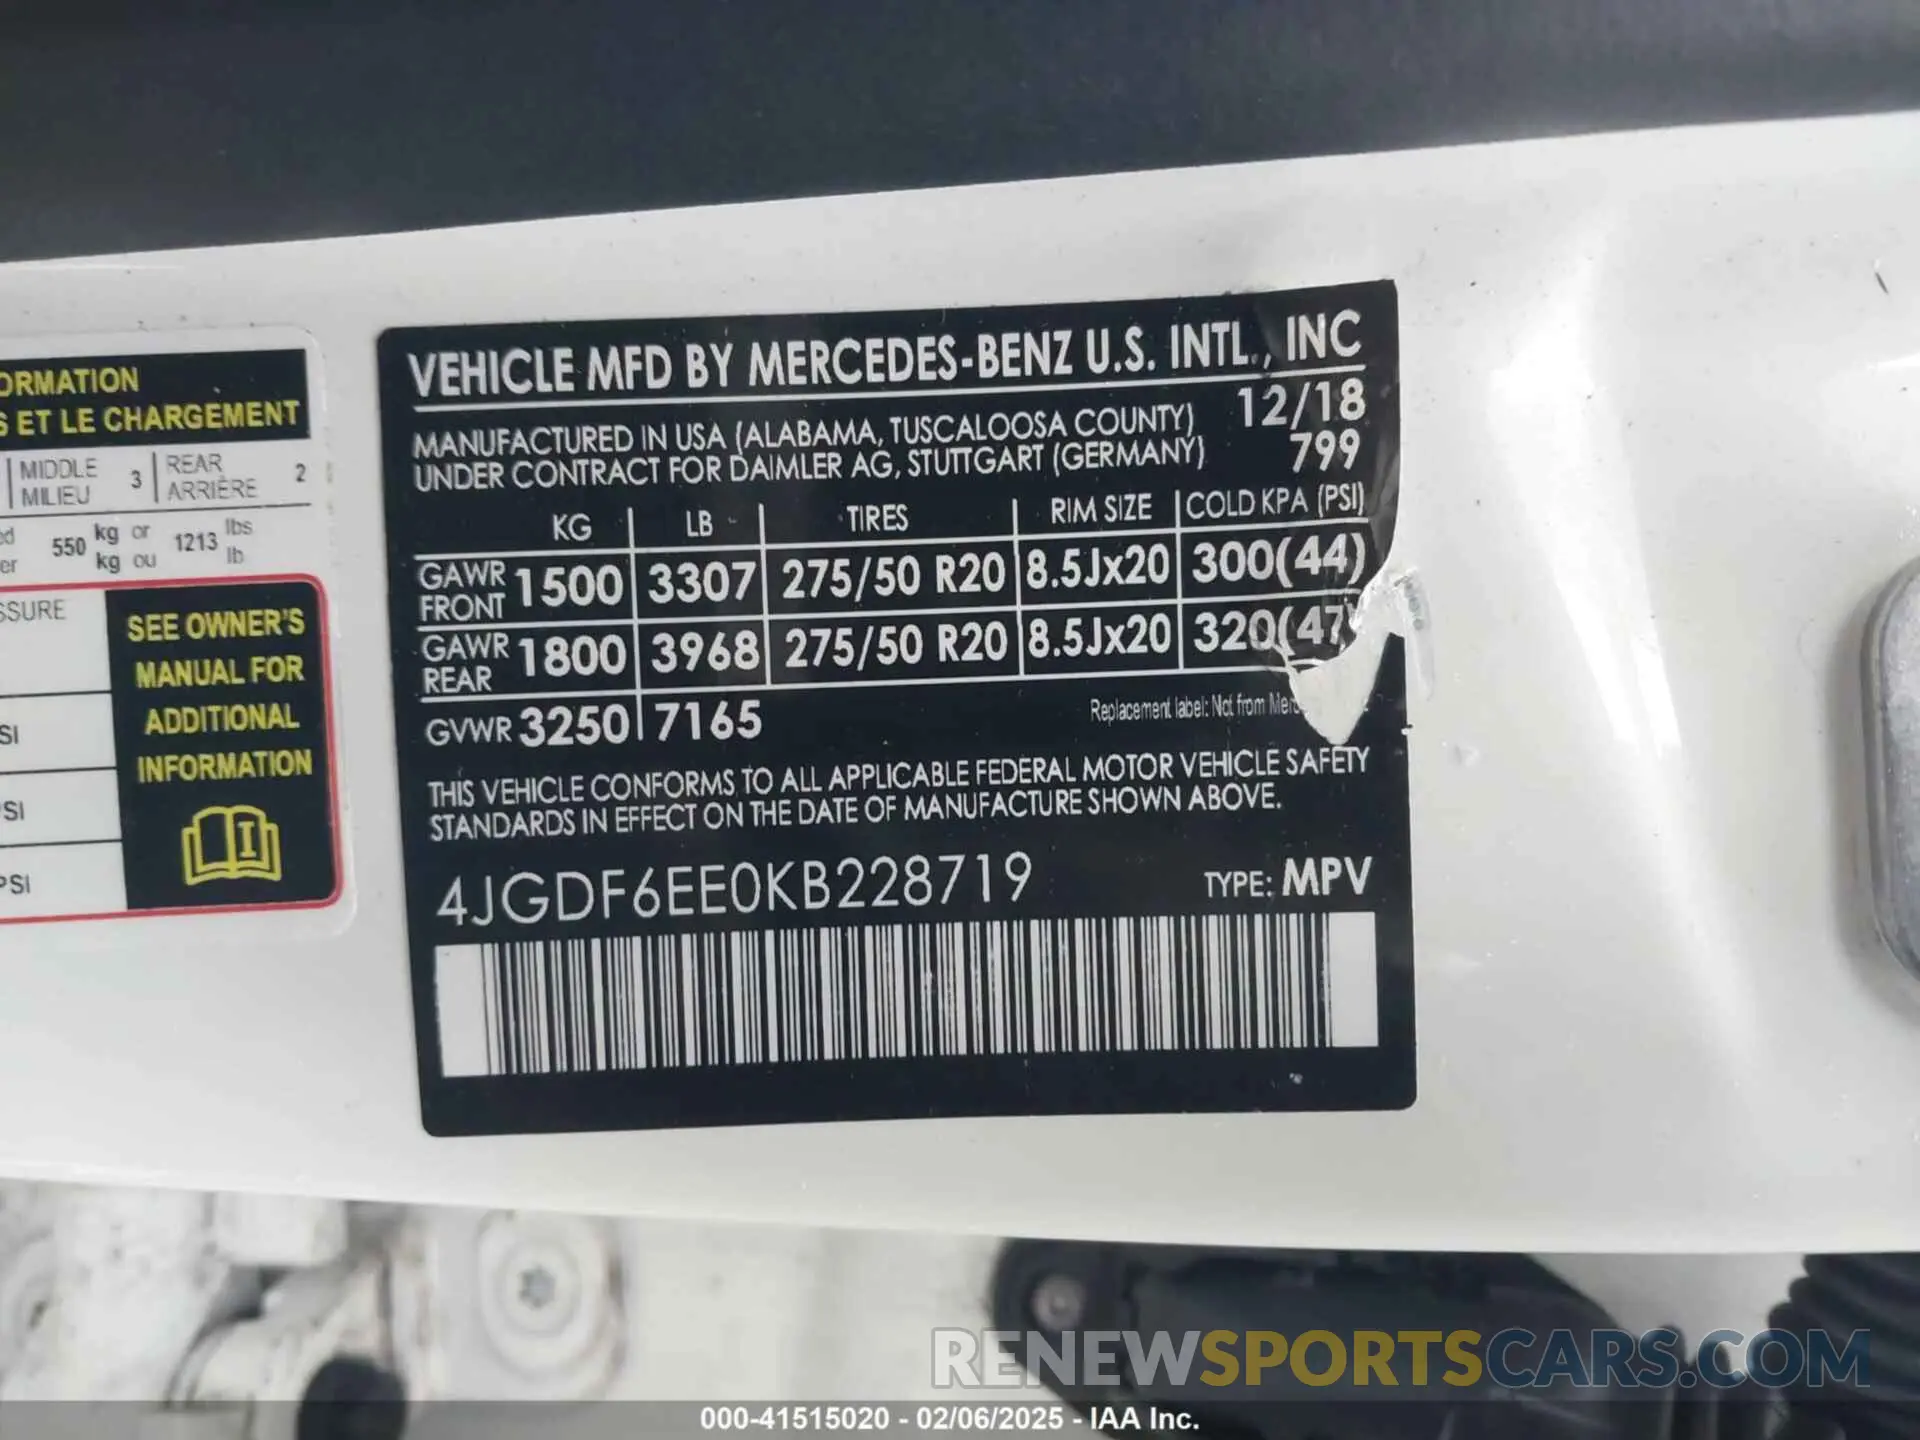 ORMATION
S ET LE CHARGEMENT
MIDDLE
MILIEU 3
REAR
ARRIÈRE 2
550 kg or 1213 lbs
kg ou lb
SSURE
SEE OWNER'S
MANUAL FOR
ADDITIONAL
INFORMATION
SI
PSI
PSI
VEHICLE MFD BY MERCEDES-BENZ U.S. INTL., INC
MANUFACTURED IN USA (ALABAMA, TUSCALOOSA COUNTY) 12/18
UNDER CONTRACT FOR DAIMLER AG, STUTTGART (GERMANY) 799
KG LB TIRES RIM SIZE COLD KPA (PSI)
GAWR FRONT 1500 3307 275/50 R20 8.5Jx20 300(44)
GAWR REAR 1800 3968 275/50 R20 8.5Jx20 320(47)
GVWR 3250 7165
Replacement label: Not from Merc
THIS VEHICLE CONFORMS TO ALL APPLICABLE FEDERAL MOTOR VEHICLE SAFETY
STANDARDS IN EFFECT ON THE DATE OF MANUFACTURE SHOWN ABOVE.
4JGDF6EE0KB228719 TYPE: MPV
RENEWSPORTSCARS.COM
000-41515020 - 02/06/2025 - IAA Inc.